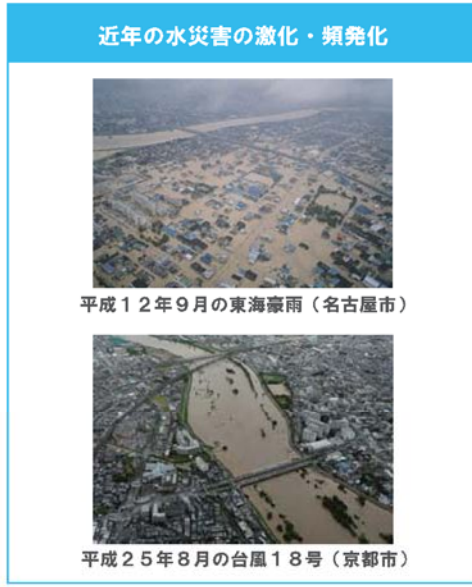 近年の水災害の激化・頻発化
平成１２年９月の東海豪雨（名古屋市）
平成２５年８月の台風１８号（京都市）